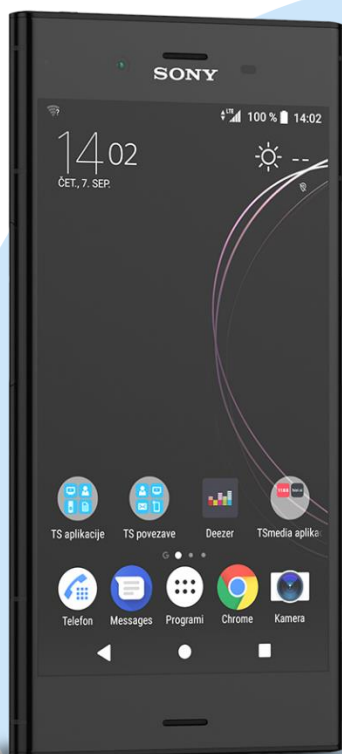 SONY
LTE 100 % 14:02
14 02
ČET., 7. SEP.
--
TS aplikacije TS povezave Deezer TSmedia aplika
G
Telefon Messages Programi Chrome Kamera